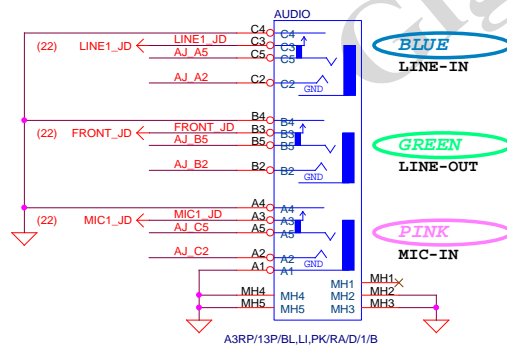 AUDIO
C4 C4
(22) LINE1_JD LINE1_JD C3 C3
AJ_A5 C5 C5
BLUE
LINE-IN
AJ_A2 C2 C2
GND
B4 B4
(22) FRONT_JD FRONT_JD B3 B3
AJ_B5 B5 B5
GREEN
LINE-OUT
AJ_B2 B2 B2
GND
A4 A4
(22) MIC1_JD MIC1_JD A3 A3
AJ_C5 A5 A5
PINK
MIC-IN
AJ_C2 A2 A2
GND
A1 A1
MH1 MH1
MH4 MH4 MH2 MH2
MH5 MH5 MH3 MH3
A3RP/13P/BL,LI,PK/RA/D/1/B